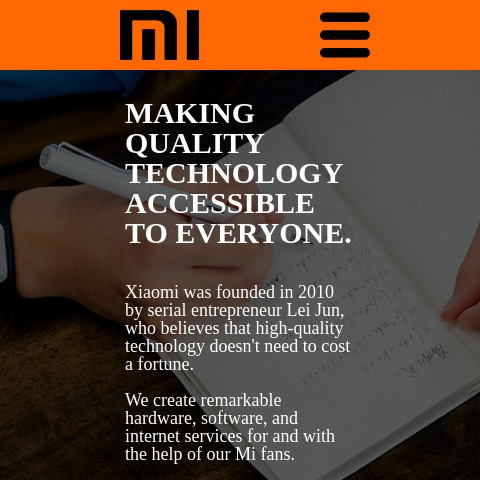 MI
MAKING
QUALITY
TECHNOLOGY
ACCESSIBLE
TO EVERYONE.
Xiaomi was founded in 2010
by serial entrepreneur Lei Jun,
who believes that high-quality
technology doesn't need to cost
a fortune.
We create remarkable
hardware, software, and
internet services for and with
the help of our Mi fans.